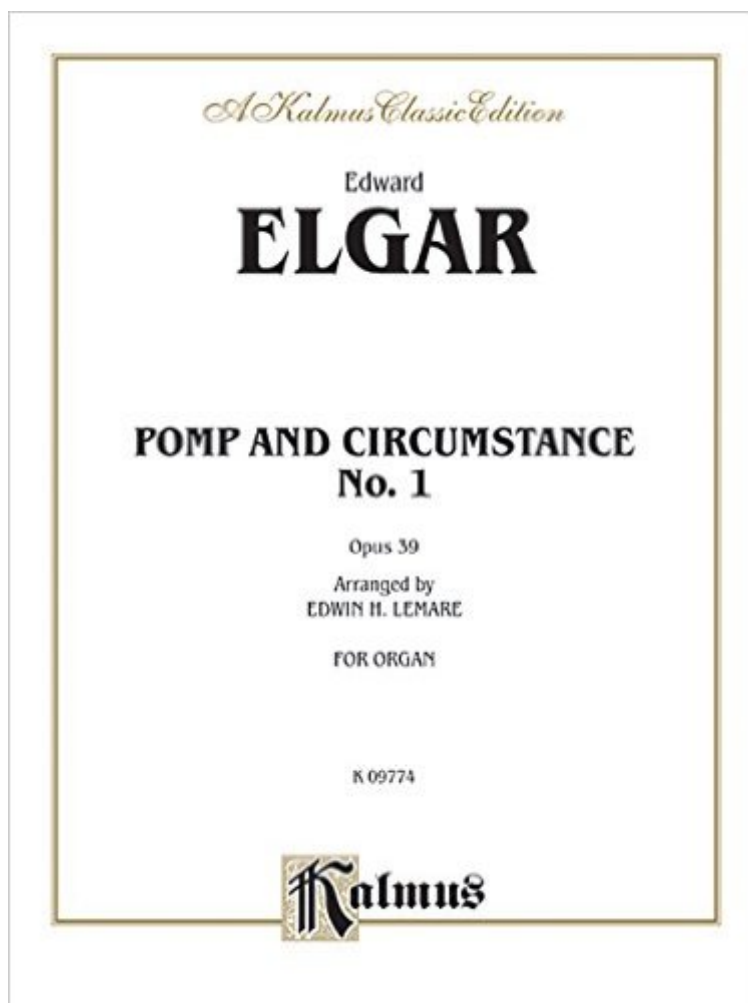 A Kalmus Classic Edition
Edward
ELGAR
POMP AND CIRCUMSTANCE
No. 1
Opus 39
Arranged by
EDWIN H. LEMARE
FOR ORGAN
K 09774
Kalmus